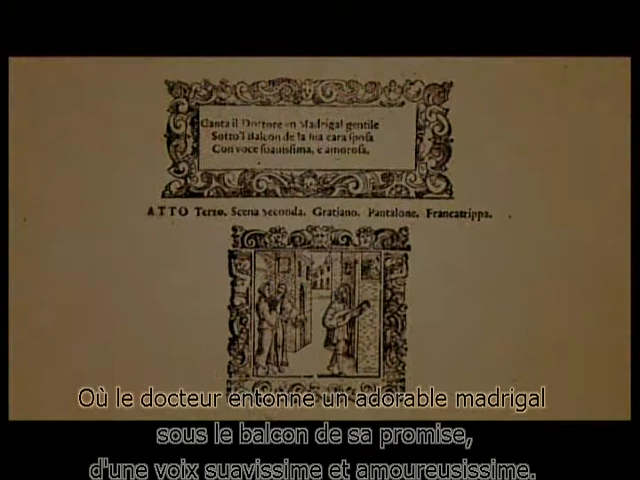 Canta il Dottore un Madrigal gentile
Sotto'l Balcon de la sua cara sposa
Con voce suauissima, e amorosa.
ATTO Terzo. Scena Seconda. Gratiano. Pantalone. Francatrippa.
Où le docteur entonne un adorable madrigal
sous le balcon de sa promise,
d'une voix suavissime et amoureusissime.